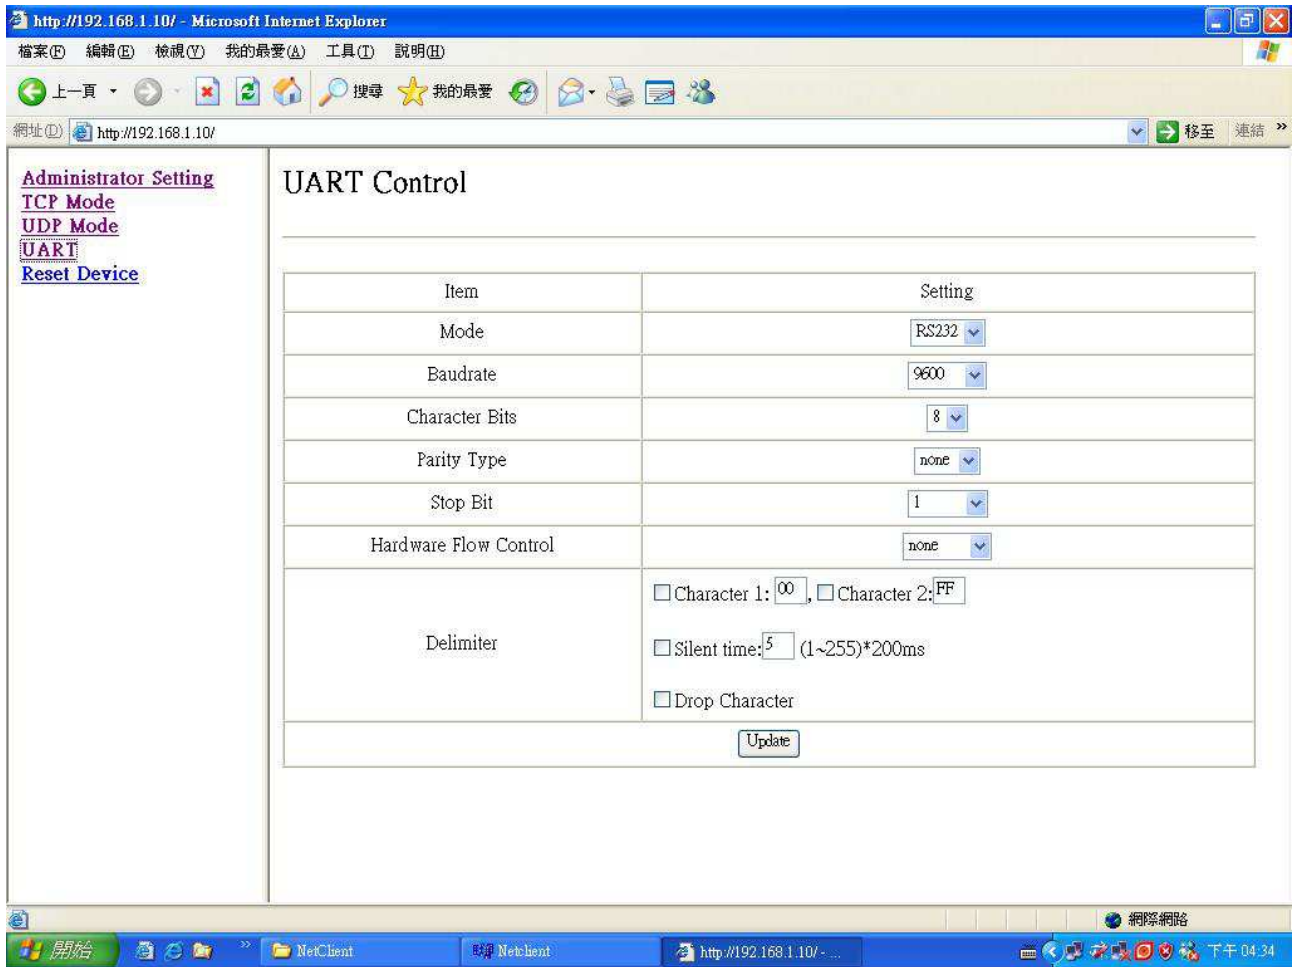 http://192.168.1.10/ - Microsoft Internet Explorer
檔案(F) 編輯(E) 檢視(V) 我的最愛(A) 工具(T) 說明(H)
上一頁 搜尋 我的最愛
網址(D) http://192.168.1.10/ 移至 連結 »
Administrator Setting
TCP Mode
UDP Mode
UART
Reset Device
UART Control
Item Setting
Mode RS232
Baudrate 9600
Character Bits 8
Parity Type none
Stop Bit 1
Hardware Flow Control none
Delimiter
Character 1: 00 , Character 2: FF
Silent time: 5 (1~255)*200ms
Drop Character
Update
網際網路
開始 » NetClient Netclient http://192.168.1.10/ - ... 下午 04:34